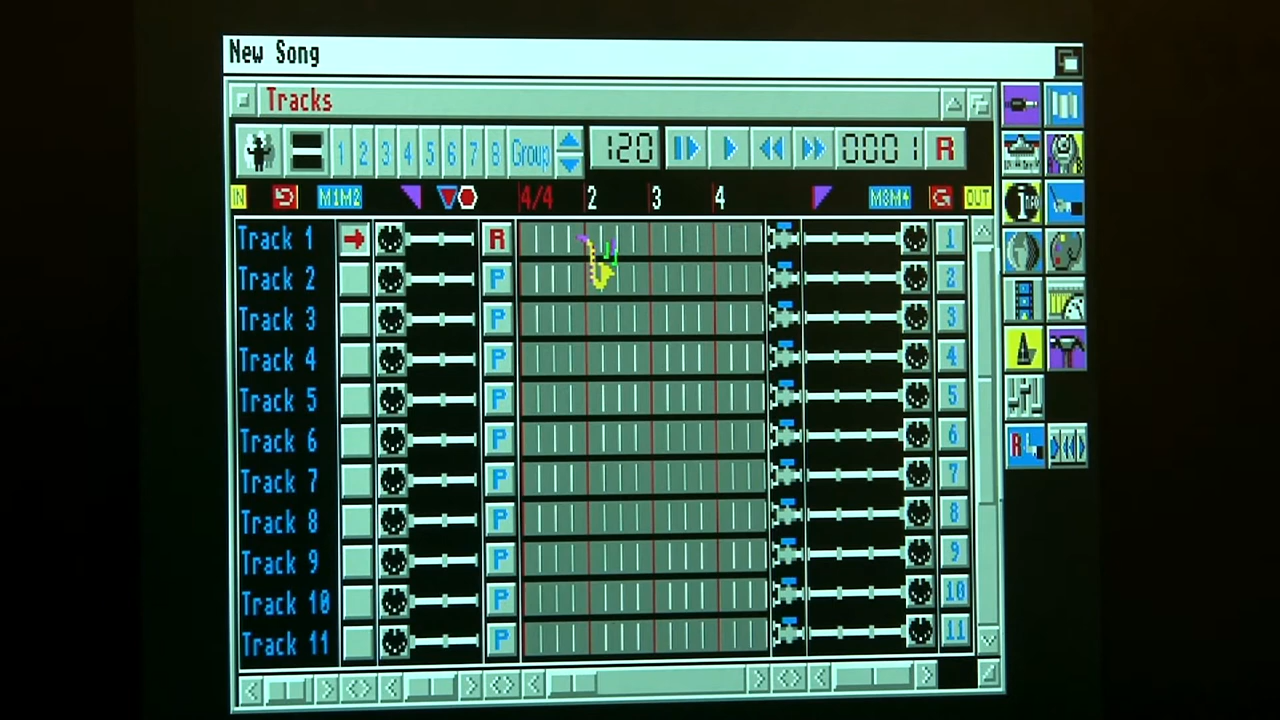 New Song
Tracks
1 2 3 4 5 6 7 8 Group 120 0001 R
IN M1M2 4/4 2 3 4 M3M4 G OUT
Track 1 R 1
Track 2 P 2
Track 3 P 3
Track 4 P 4
Track 5 P 5
Track 6 P 6
Track 7 P 7
Track 8 P 8
Track 9 P 9
Track 10 P 10
Track 11 P 11
R